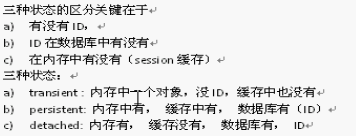 三种状态的区分关键在于
a) 有没有ID，
b) ID在数据库中有没有
c) 在内存中有没有（session缓存）
三种状态：
a) transient：内存中一个对象，没ID，缓存中也没有
b) persistent：内存中有，缓存中有，数据库有（ID）
c) detached：内存有，缓存没有，数据库有，ID